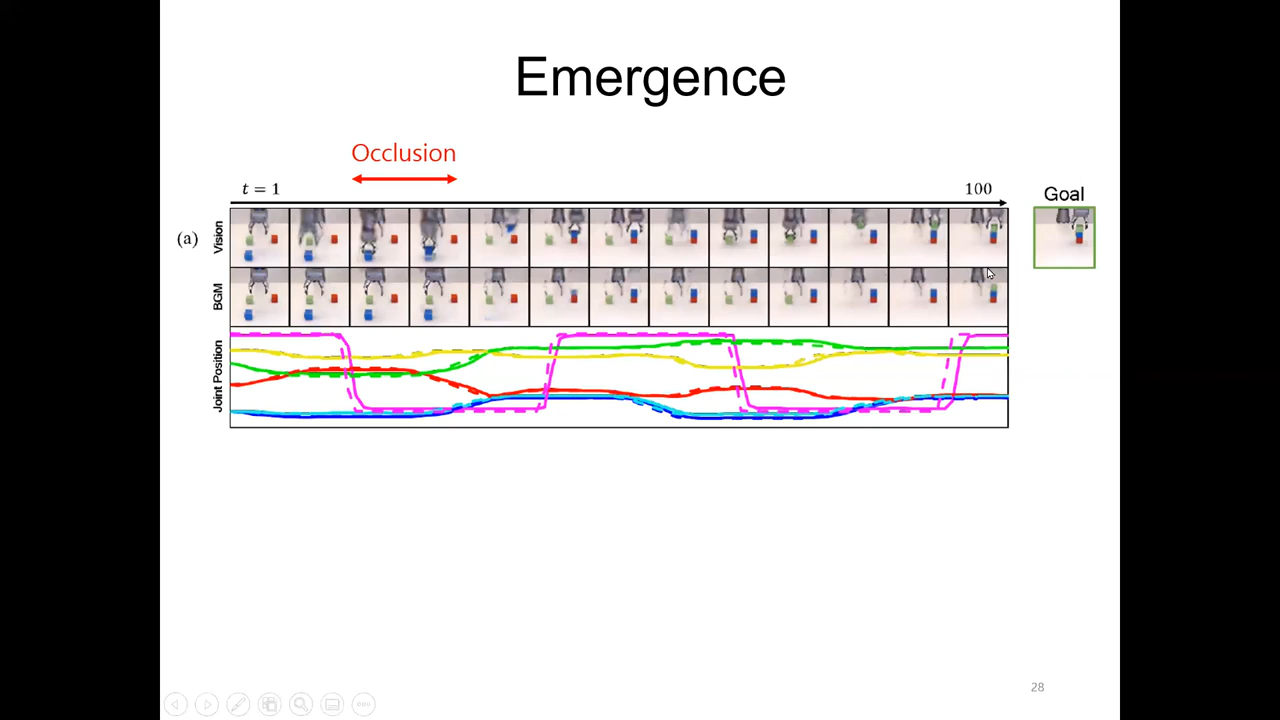 Emergence
Occlusion
t = 1
100
Goal
(a)
Vision
BGM
Joint Position
28